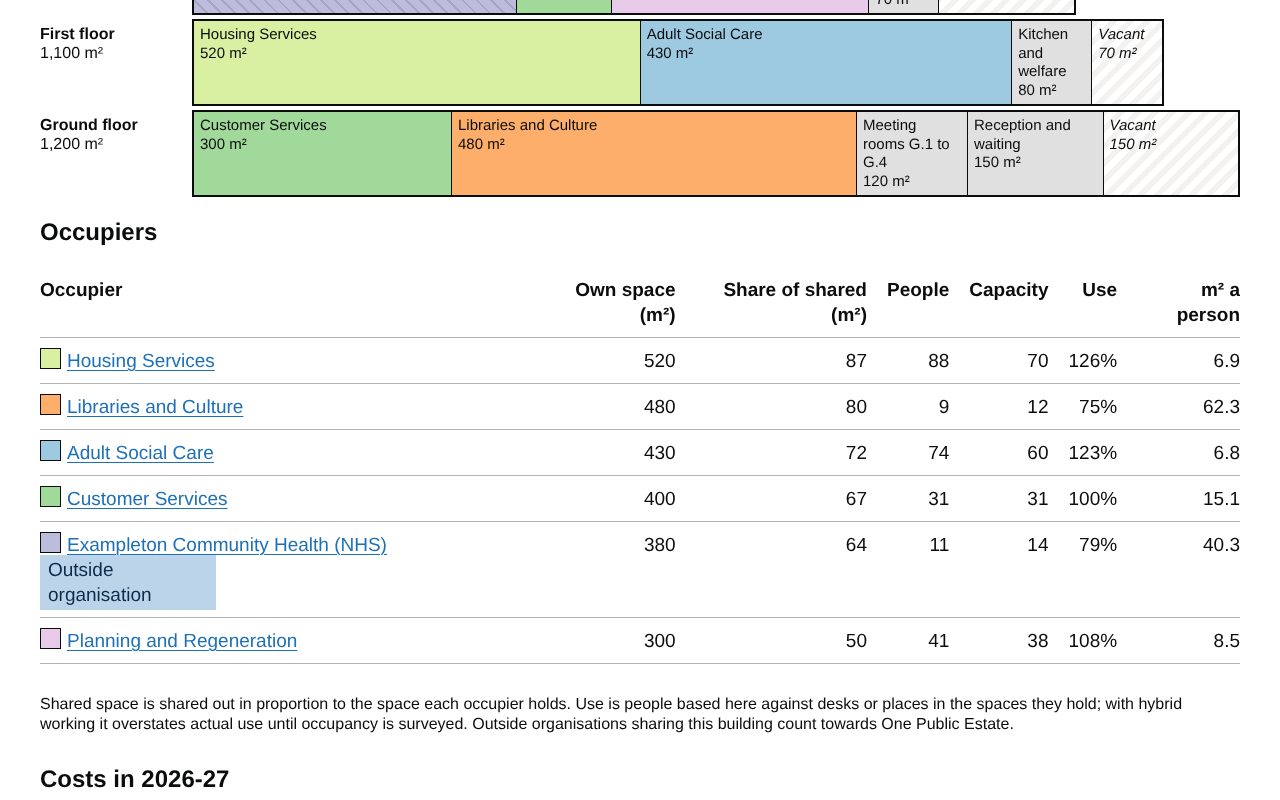 70 m²
First floor
1,100 m²
Housing Services
520 m²
Adult Social Care
430 m²
Kitchen
and
welfare
80 m²
Vacant
70 m²
Ground floor
1,200 m²
Customer Services
300 m²
Libraries and Culture
480 m²
Meeting
rooms G.1 to
G.4
120 m²
Reception and
waiting
150 m²
Vacant
150 m²
Occupiers
Occupier Own space (m²) Share of shared (m²) People Capacity Use m² a person
Housing Services 520 87 88 70 126% 6.9
Libraries and Culture 480 80 9 12 75% 62.3
Adult Social Care 430 72 74 60 123% 6.8
Customer Services 400 67 31 31 100% 15.1
Exampleton Community Health (NHS) 380 64 11 14 79% 40.3
Outside
organisation
Planning and Regeneration 300 50 41 38 108% 8.5
Shared space is shared out in proportion to the space each occupier holds. Use is people based here against desks or places in the spaces they hold; with hybrid
working it overstates actual use until occupancy is surveyed. Outside organisations sharing this building count towards One Public Estate.
Costs in 2026-27